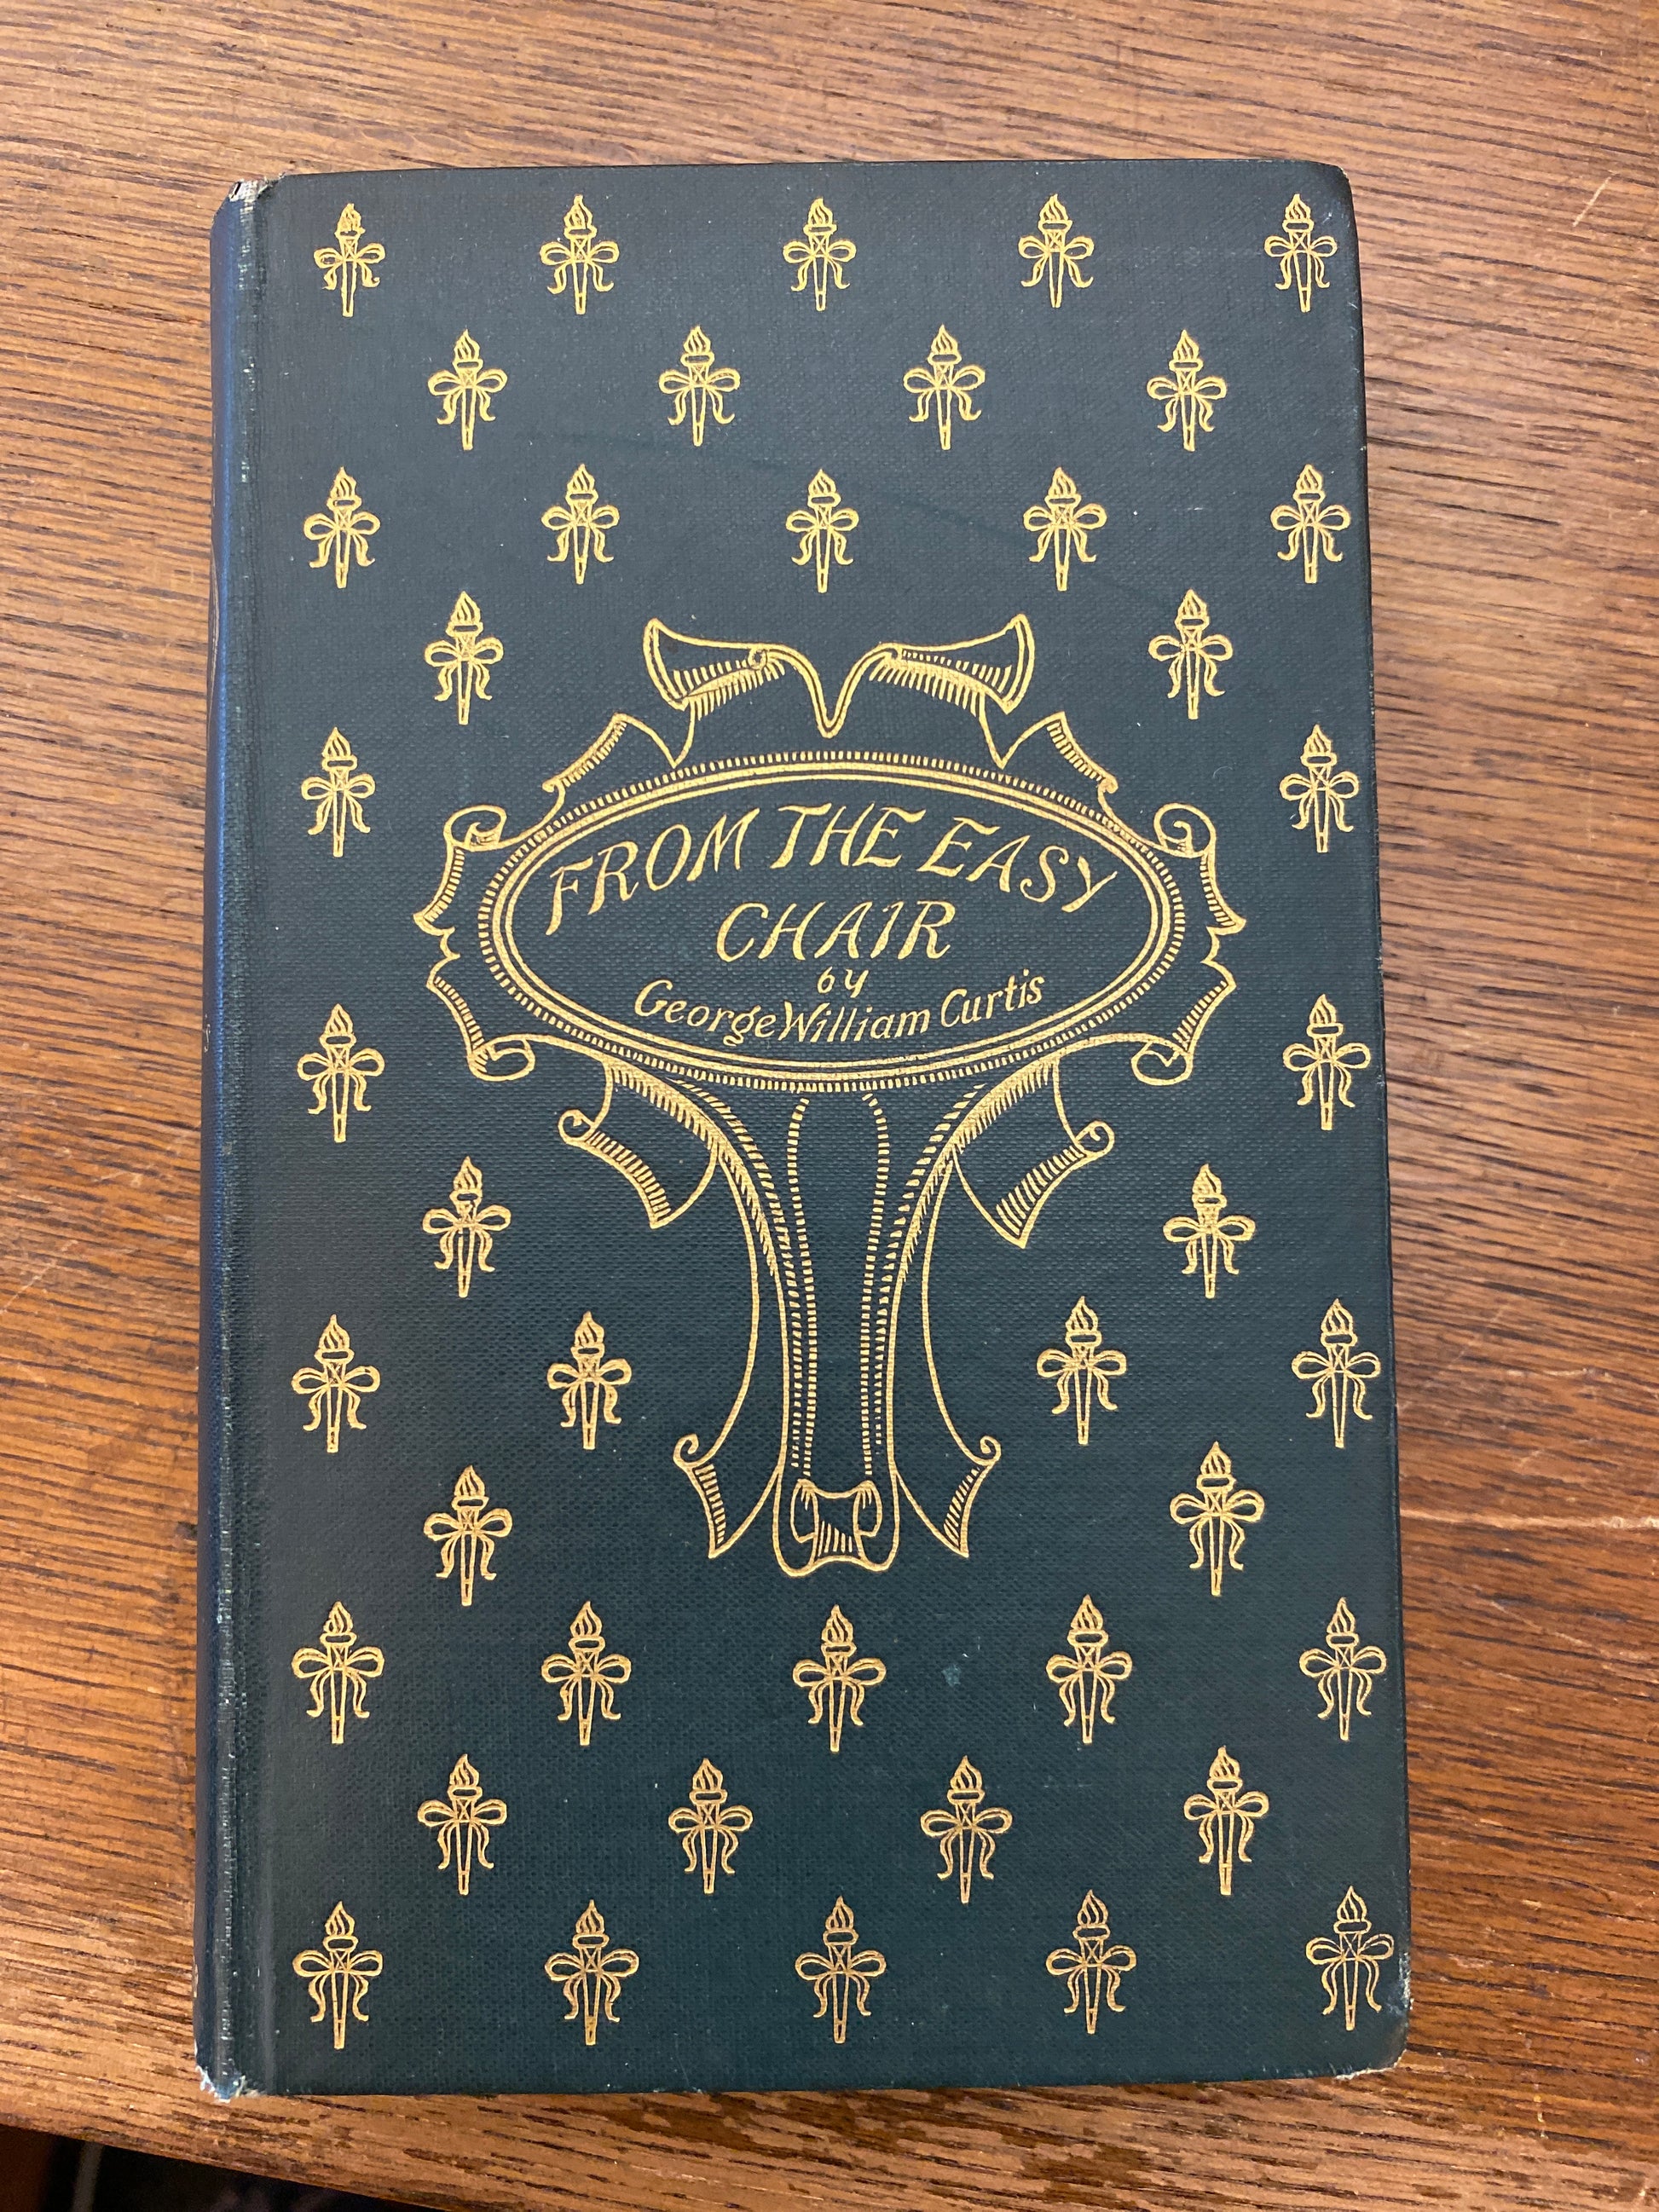 FROM THE EASY
CHAIR
by
George William Curtis